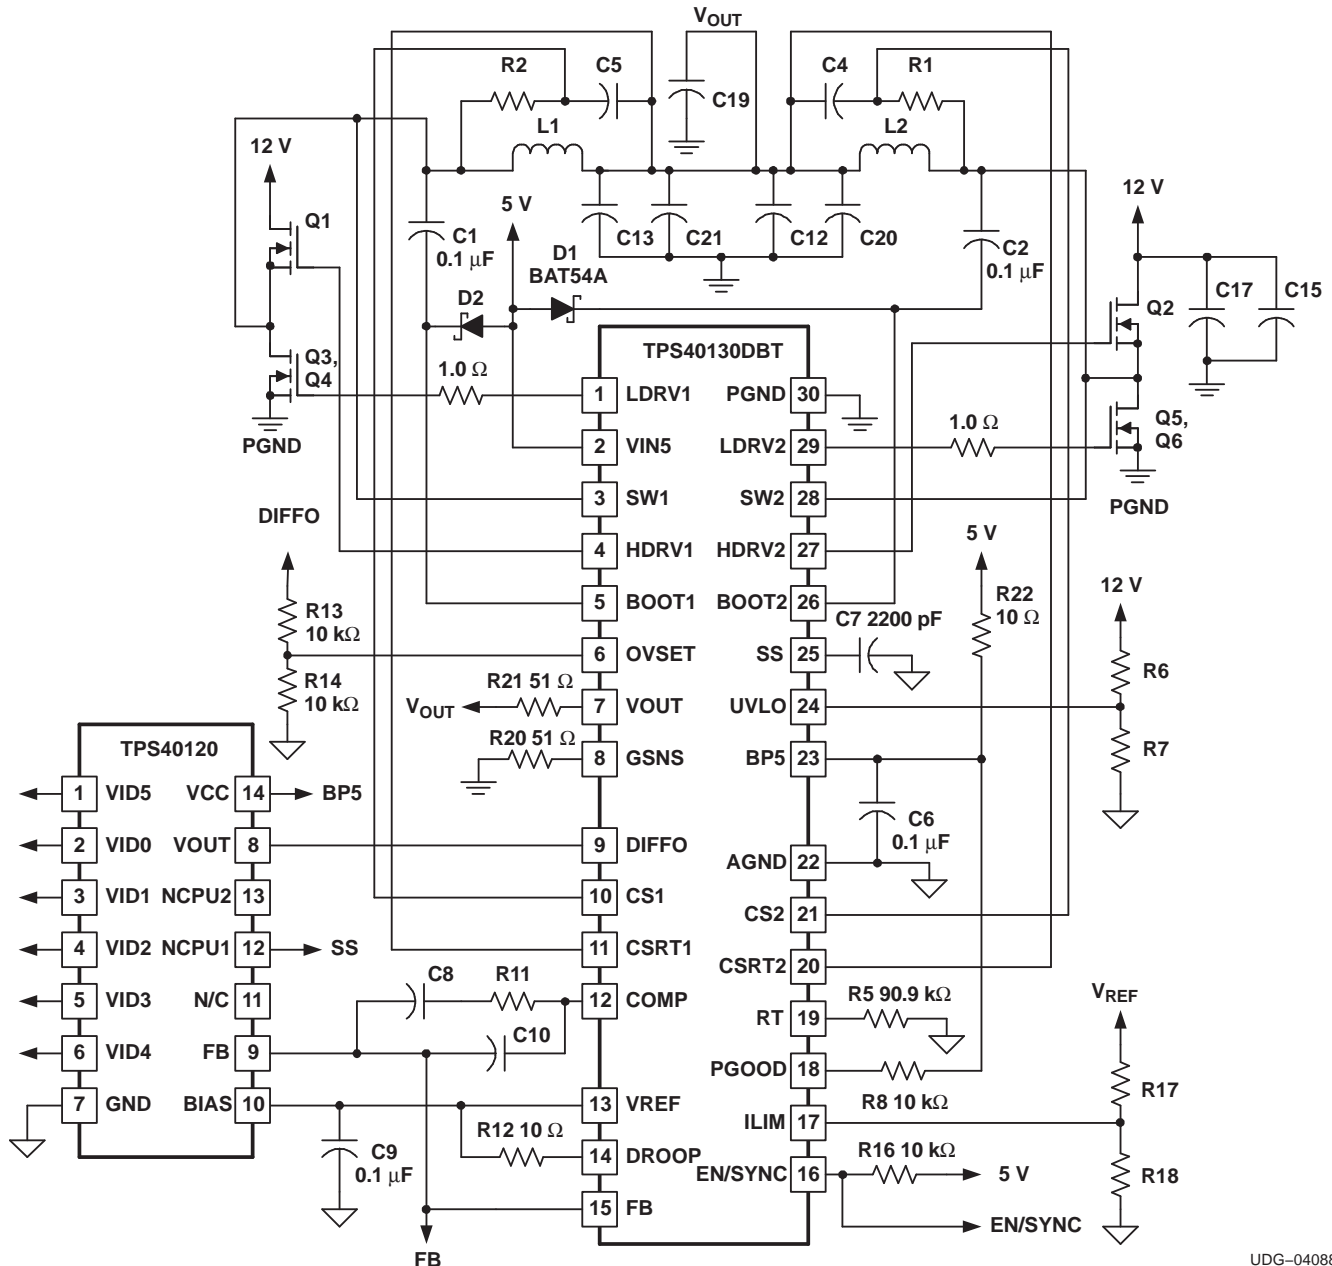 VOUT
R2
C5
C19
C4
R1
L1
L2
12 V
Q1
C1
0.1 μF
5 V
D1
BAT54A
D2
C13
C21
C12
C20
C2
0.1 μF
12 V
Q2
C17
C15
Q3,
Q4
PGND
1.0 Ω
1.0 Ω
Q5,
Q6
PGND
TPS40130DBT
1 LDRV1
2 VIN5
3 SW1
4 HDRV1
5 BOOT1
6 OVSET
7 VOUT
8 GSNS
9 DIFFO
10 CS1
11 CSRT1
12 COMP
13 VREF
14 DROOP
15 FB
PGND 30
LDRV2 29
SW2 28
HDRV2 27
BOOT2 26
SS 25
UVLO 24
BP5 23
AGND 22
CS2 21
CSRT2 20
RT 19
PGOOD 18
ILIM 17
EN/SYNC 16
DIFFO
R13
10 kΩ
R14
10 kΩ
R21 51 Ω
VOUT
R20 51 Ω
C7 2200 pF
5 V
R22
10 Ω
12 V
R6
R7
C6
0.1 μF
R5 90.9 kΩ
R8 10 kΩ
VREF
R17
R18
R16 10 kΩ
5 V
EN/SYNC
TPS40120
1 VID5
2 VID0
3 VID1
4 VID2
5 VID3
6 VID4
7 GND
VCC 14
VOUT 8
NCPU2 13
NCPU1 12
N/C 11
FB 9
BIAS 10
BP5
SS
C8
R11
C10
C9
0.1 μF
R12 10 Ω
FB
UDG–04088